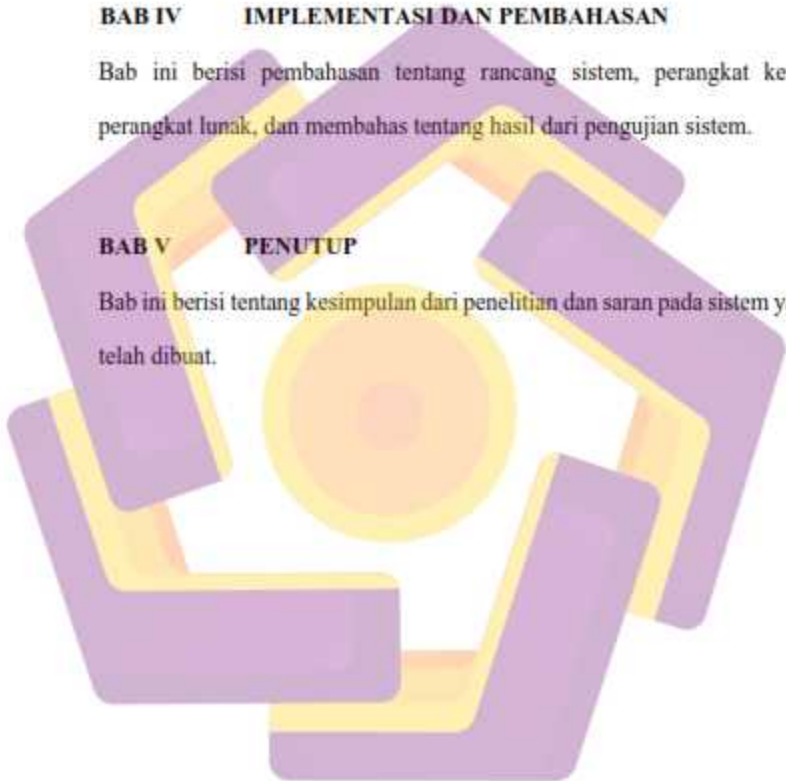 BAB IV IMPLEMENTASI DAN PEMBAHASAN
Bab ini berisi pembahasan tentang rancang sistem, perangkat ke
perangkat lunak, dan membahas tentang hasil dari pengujian sistem.
BAB V PENUTUP
Bab ini berisi tentang kesimpulan dari penelitian dan saran pada sistem y
telah dibuat.